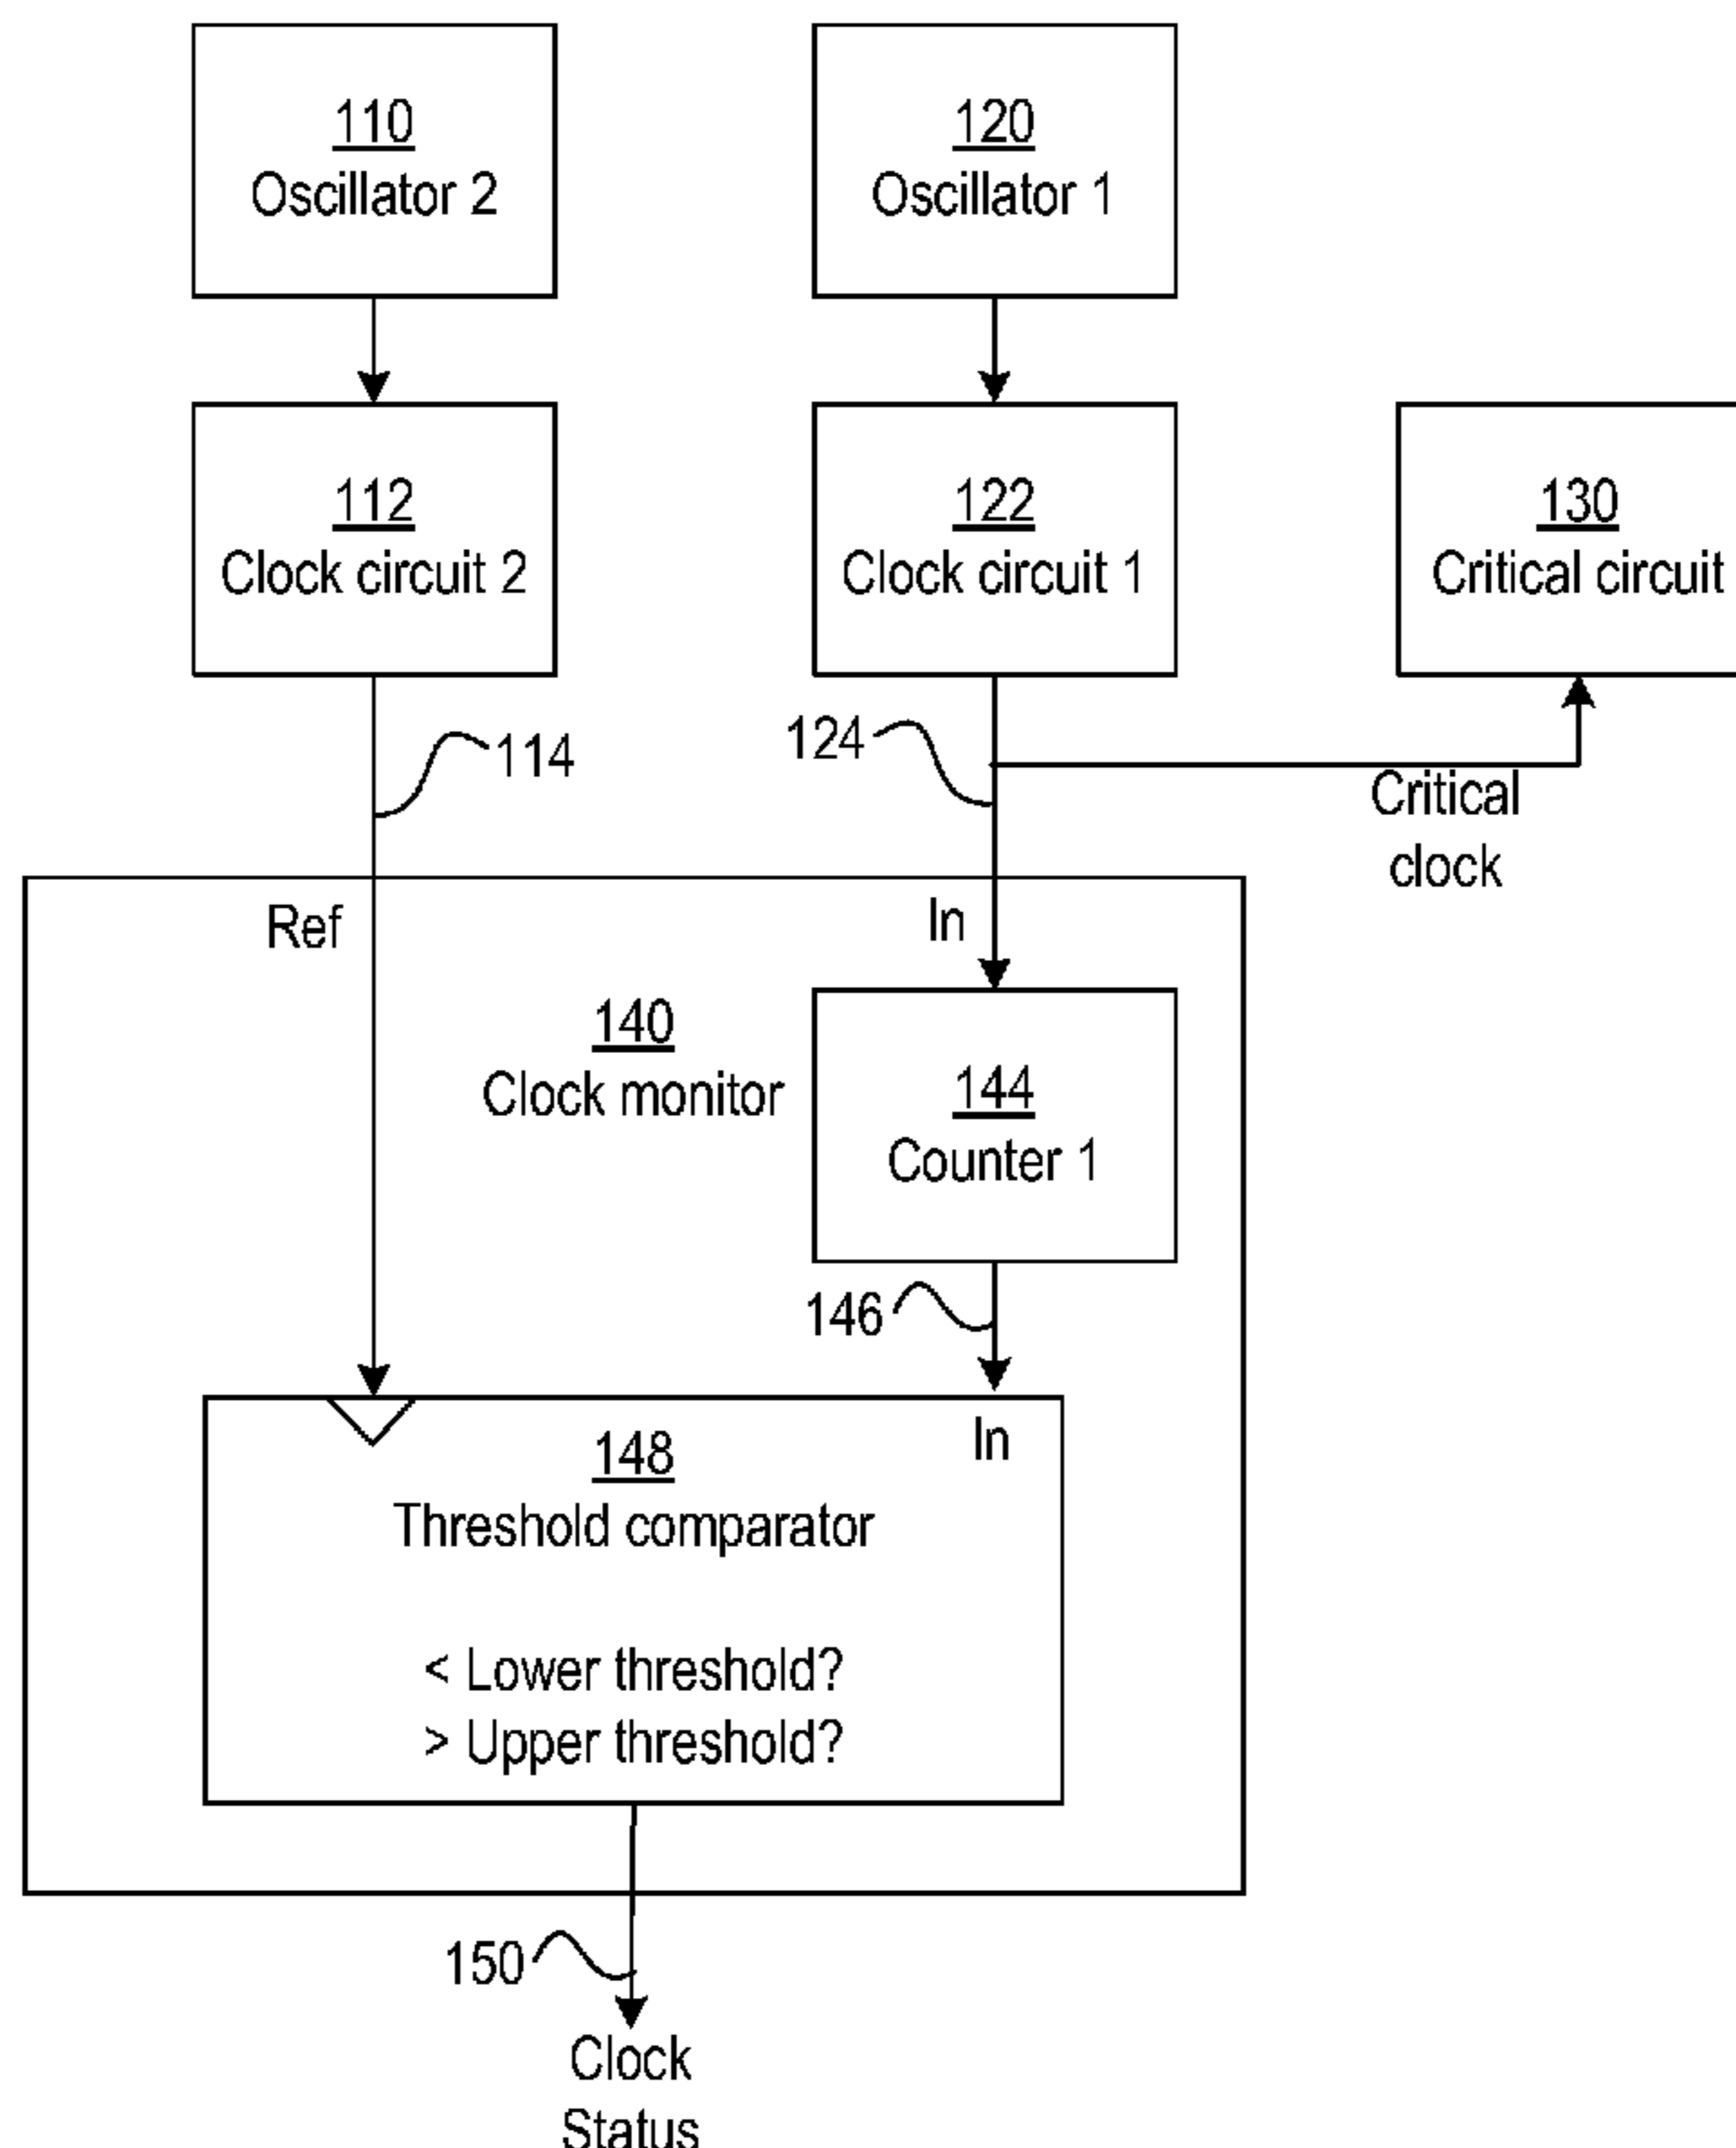 110
Oscillator 2
120
Oscillator 1
112
Clock circuit 2
122
Clock circuit 1
130
Critical circuit
114
124
Critical
clock
Ref
In
140
Clock monitor
144
Counter 1
146
In
148
Threshold comparator
< Lower threshold?
> Upper threshold?
150
Clock
Status